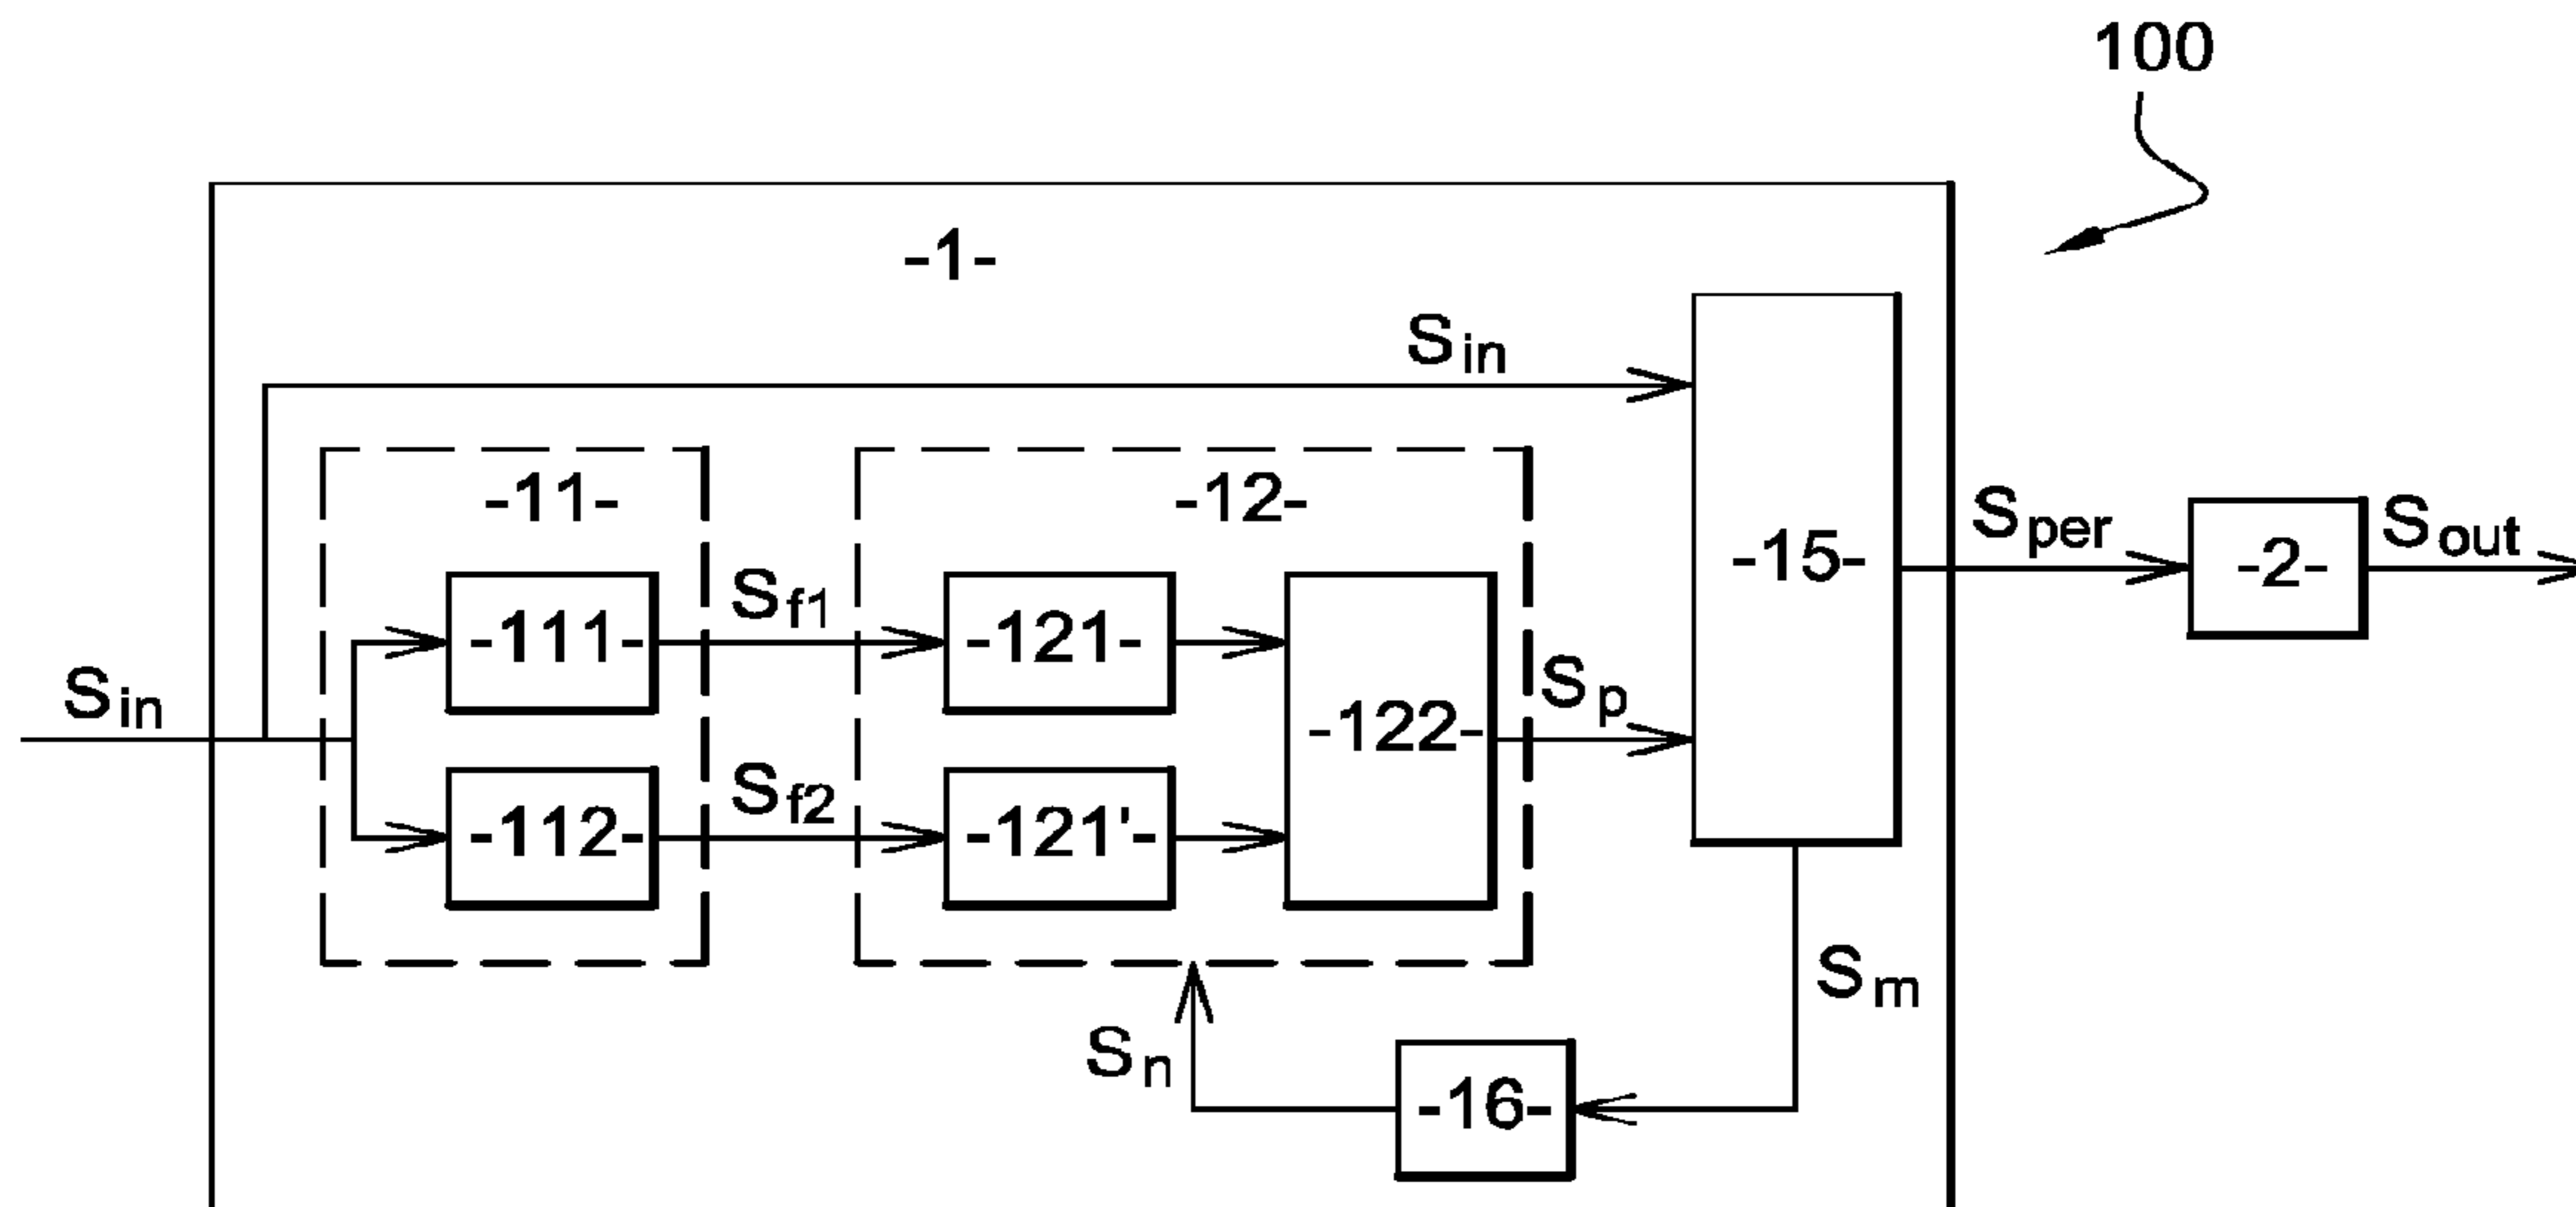 100
-1-
Sin
-11-
-12-
-15-
Sper
-2-
Sout
Sin
-111-
Sf1
-121-
-122-
Sp
-112-
Sf2
-121'-
Sm
Sn
-16-